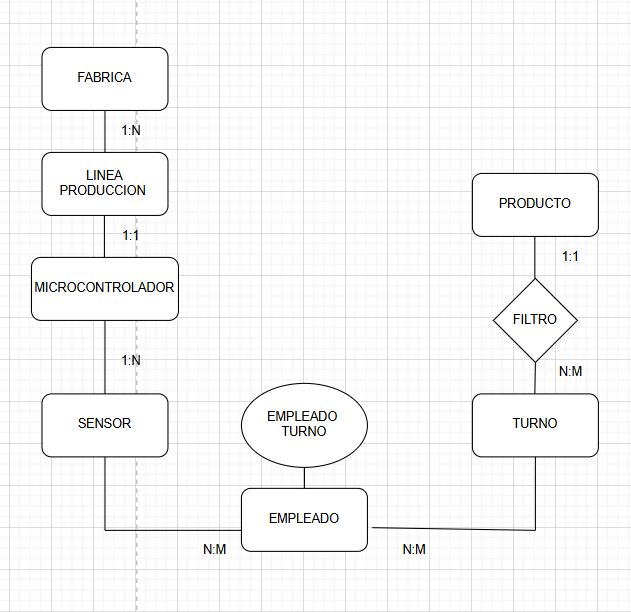 FABRICA
1:N
LINEA
PRODUCCION
1:1
MICROCONTROLADOR
1:N
SENSOR
N:M
EMPLEADO
TURNO
EMPLEADO
N:M
PRODUCTO
1:1
FILTRO
N:M
TURNO